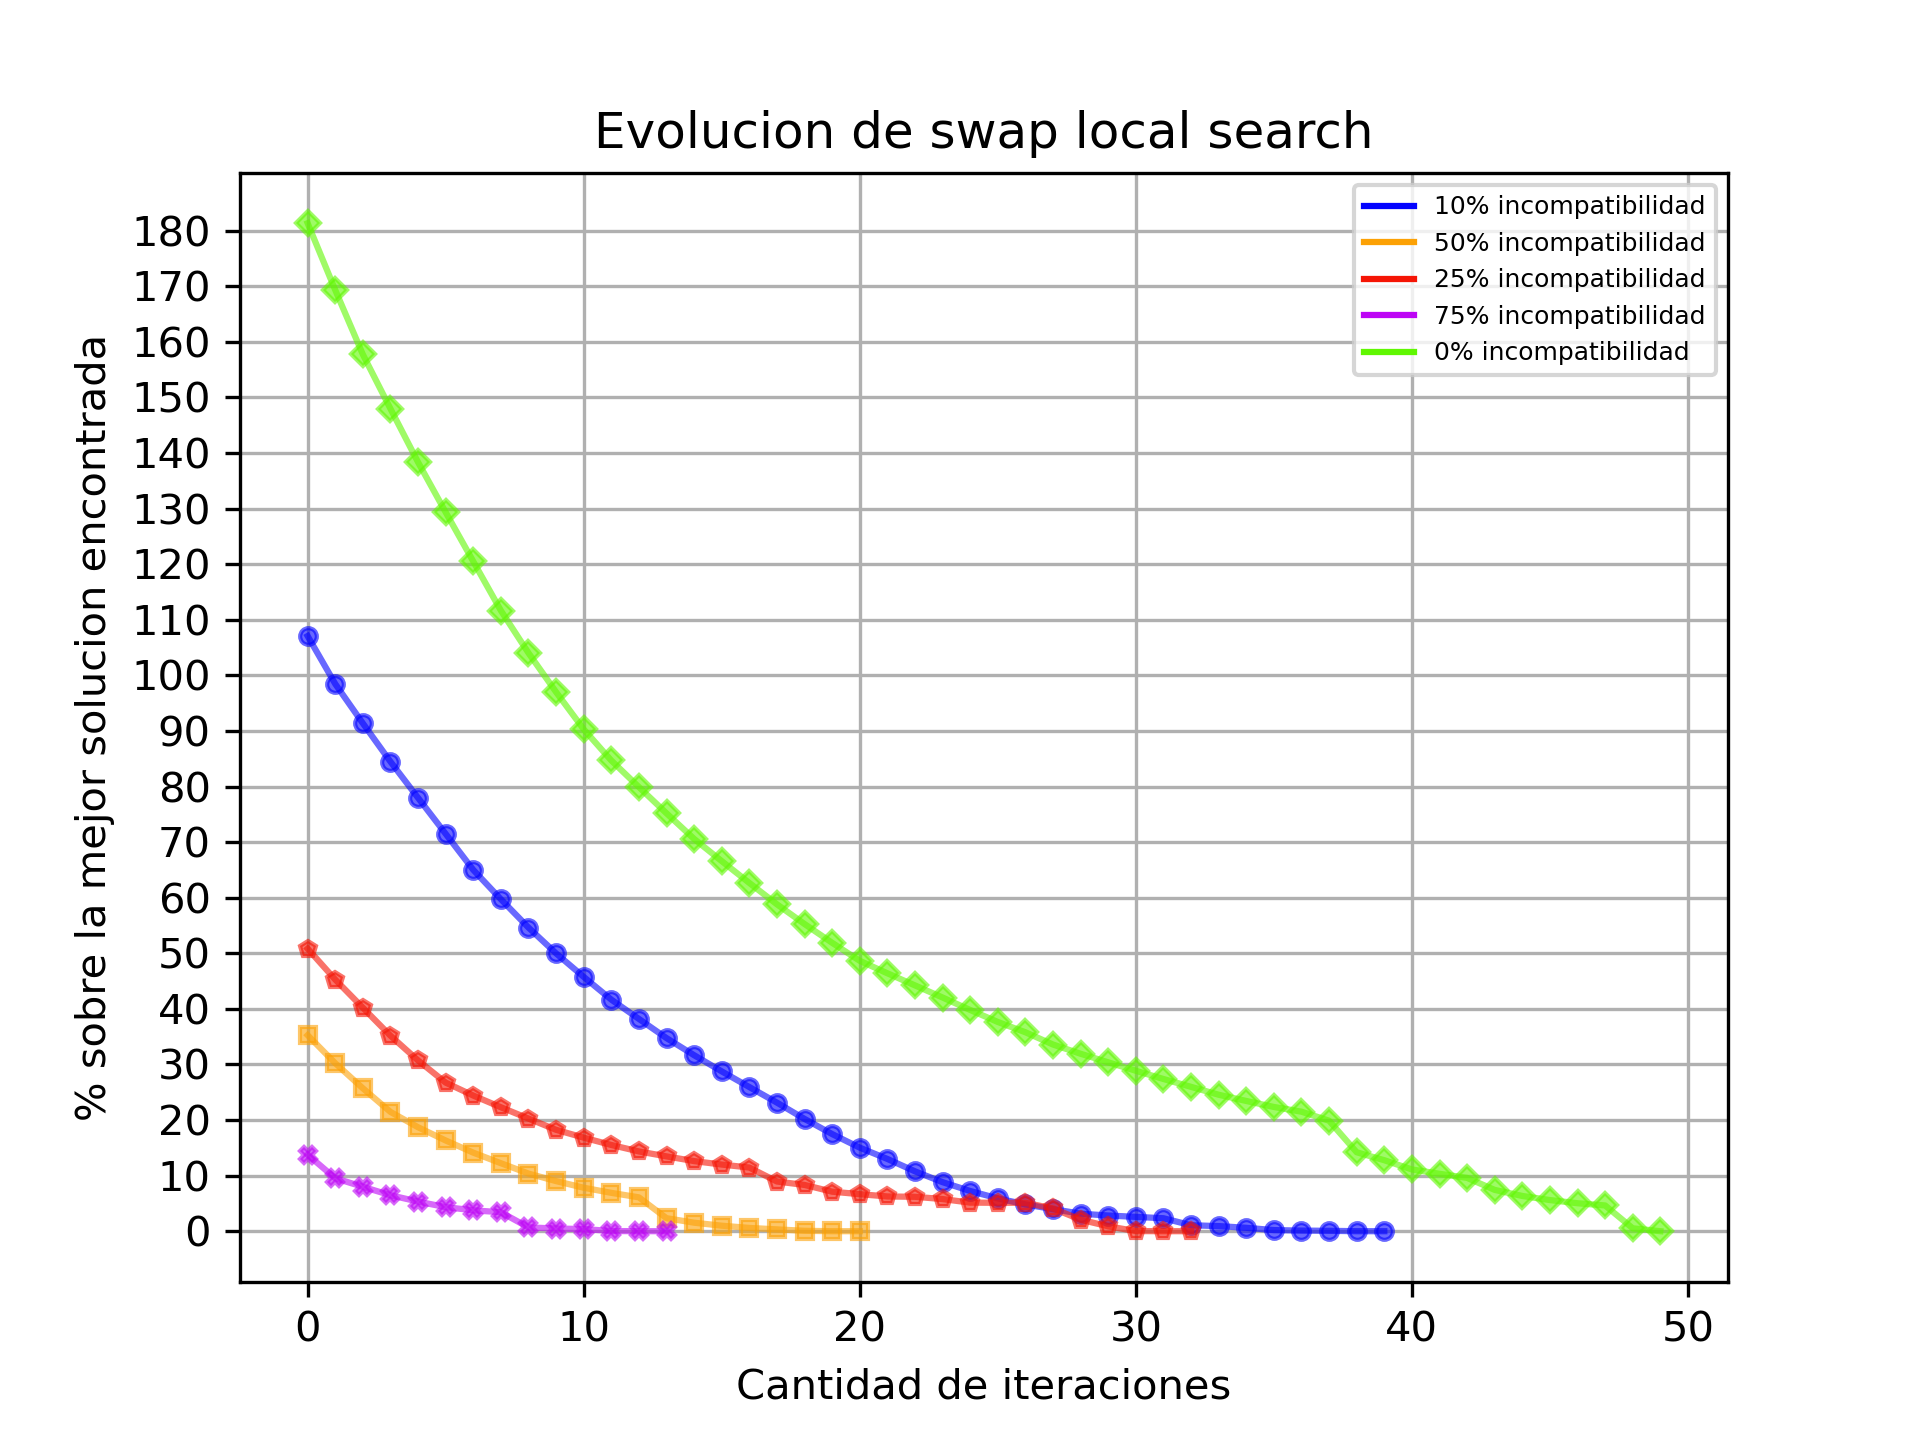 Evolucion de swap local search
% sobre la mejor solucion encontrada
180
170
160
150
140
130
120
110
100
90
80
70
60
50
40
30
20
10
0
10% incompatibilidad
50% incompatibilidad
25% incompatibilidad
75% incompatibilidad
0% incompatibilidad
0 10 20 30 40 50
Cantidad de iteraciones